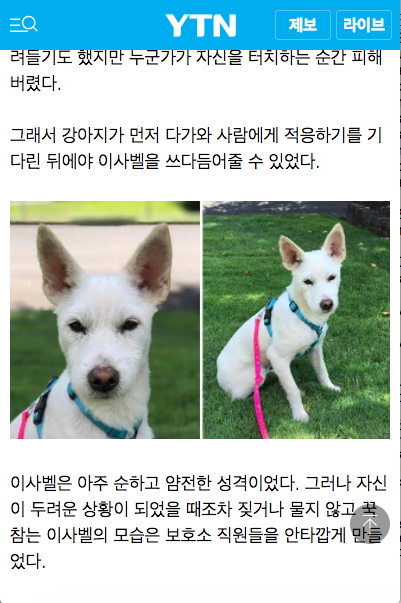 YTN 제보 라이브
려들기도 했지만 누군가가 자신을 터치하는 순간 피해
버렸다.
그래서 강아지가 먼저 다가와 사람에게 적응하기를 기
다린 뒤에야 이사벨을 쓰다듬어줄 수 있었다.
이사벨은 아주 순하고 얌전한 성격이었다. 그러나 자신
이 두려운 상황이 되었을 때조차 짖거나 물지 않고 꾹
참는 이사벨의 모습은 보호소 직원들을 안타깝게 만들
었다.